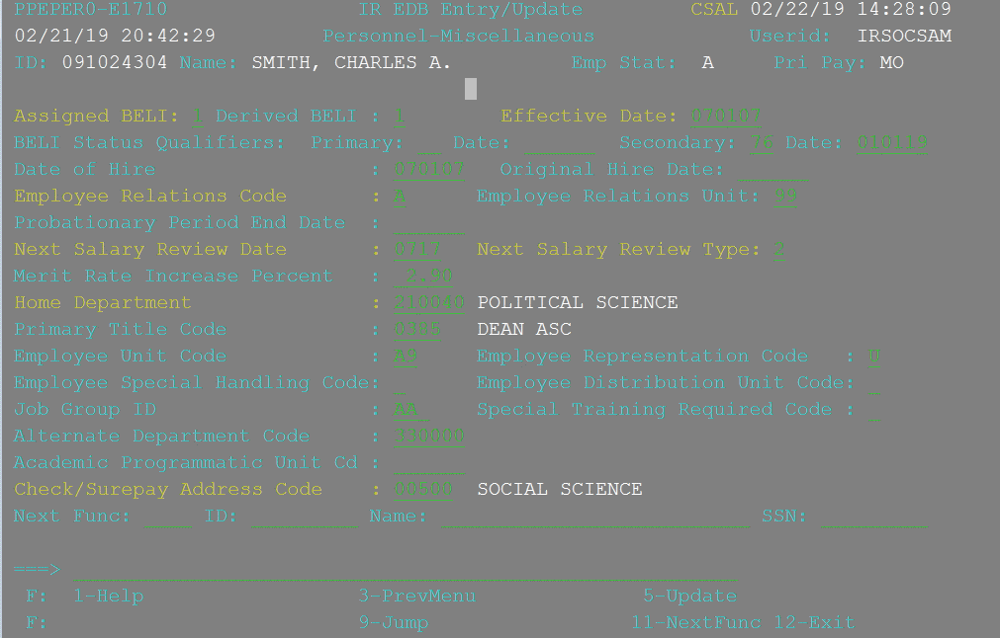 PPEPER0-E1710 IR EDB Entry/Update CSAL 02/22/19 14:28:09
02/21/19 20:42:29 Personnel-Miscellaneous Userid: IRSOCSAM
ID: 091024304 Name: SMITH, CHARLES A. Emp Stat: A Pri Pay: MO
Assigned BELI: 1 Derived BELI : 1 Effective Date: 070107
BELI Status Qualifiers: Primary: Date: Secondary: Date: 010119
Date of Hire : 070107 Original Hire Date:
Employee Relations Code : A Employee Relations Unit: 99
Probationary Period End Date :
Next Salary Review Date : 0717 Next Salary Review Type:
Merit Rate Increase Percent : 2.90
Home Department : 210040 POLITICAL SCIENCE
Primary Title Code : 0385 DEAN ASC
Employee Unit Code : Employee Representation Code :
Employee Special Handling Code: Employee Distribution Unit Code:
Job Group ID : AA Special Training Required Code :
Alternate Department Code : 230000
Academic Programmatic Unit Cd :
Check/Surepay Address Code : 00500 SOCIAL SCIENCE
Next Func: ID: Name: SSN:
===>
F: 1-Help 3-PrevMenu 5-Update
F: 9-Jump 11-NextFunc 12-Exit